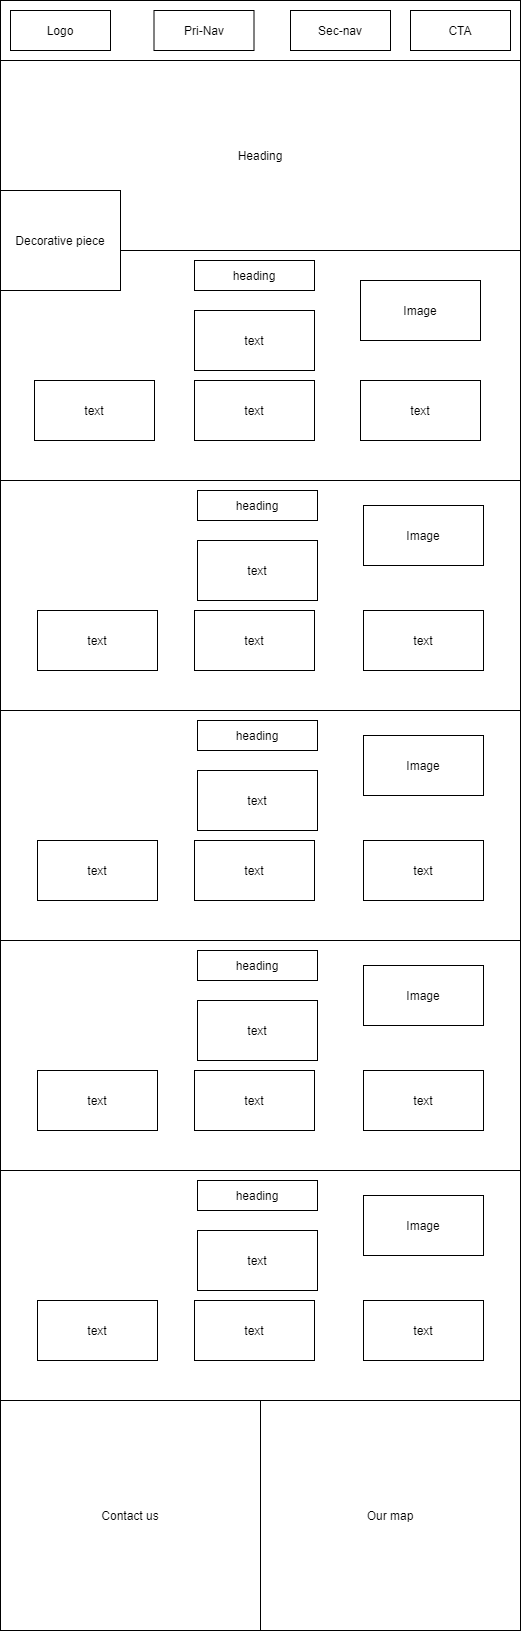 Logo
Pri-Nav
Sec-nav
CTA
Heading
Decorative piece
heading
Image
text
text
text
text
heading
Image
text
text
text
text
heading
Image
text
text
text
text
heading
Image
text
text
text
text
heading
Image
text
text
text
text
Contact us
Our map